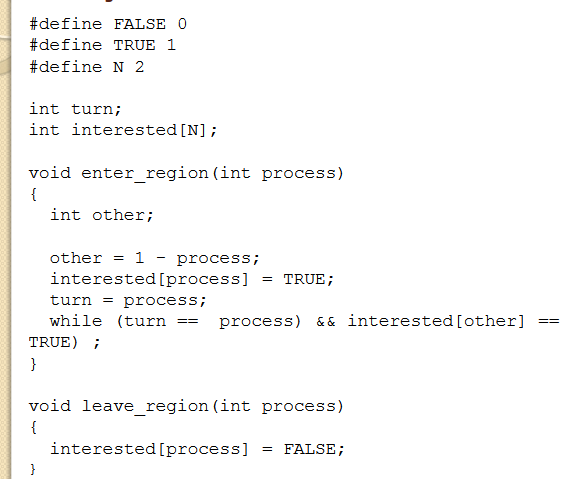 #define FALSE 0
#define TRUE 1
#define N 2

int turn;
int interested[N];

void enter_region(int process)
{
  int other;

  other = 1 - process;
  interested[process] = TRUE;
  turn = process;
  while (turn ==  process) && interested[other] ==
TRUE) ;
}

void leave_region(int process)
{
  interested[process] = FALSE;
}